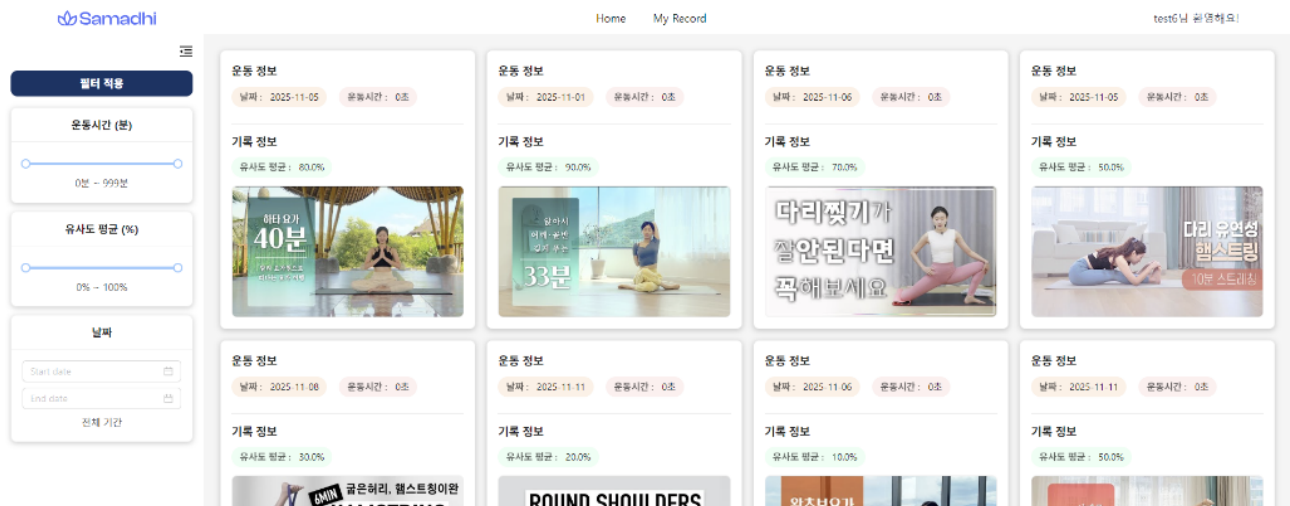 Samadhi
Home
My Record
test6님 환영해요!
필터 적용
운동시간 (분)
0분 ~ 999분
유사도 평균 (%)
0% ~ 100%
날짜
Start date
End date
전체 기간
운동 정보
날짜 : 2025-11-05 운동시간 : 0초
기록 정보
유사도 평균 : 80.0%
하타 요가
40분
운동 정보
날짜 : 2025-11-01 운동시간 : 0초
기록 정보
유사도 평균 : 90.0%
33분
운동 정보
날짜 : 2025-11-06 운동시간 : 0초
기록 정보
유사도 평균 : 70.0%
다리찢기가
잘안된다면
꼭해보세요
운동 정보
날짜 : 2025-11-05 운동시간 : 0초
기록 정보
유사도 평균 : 50.0%
다리 유연성
햄스트링
10분 스트레칭
운동 정보
날짜 : 2025-11-08 운동시간 : 0초
기록 정보
유사도 평균 : 30.0%
6MIN 굽은허리, 햄스트링이완
운동 정보
날짜 : 2025-11-11 운동시간 : 0초
기록 정보
유사도 평균 : 20.0%
ROUND SHOULDERS
운동 정보
날짜 : 2025-11-06 운동시간 : 0초
기록 정보
유사도 평균 : 10.0%
운동 정보
날짜 : 2025-11-11 운동시간 : 0초
기록 정보
유사도 평균 : 50.0%